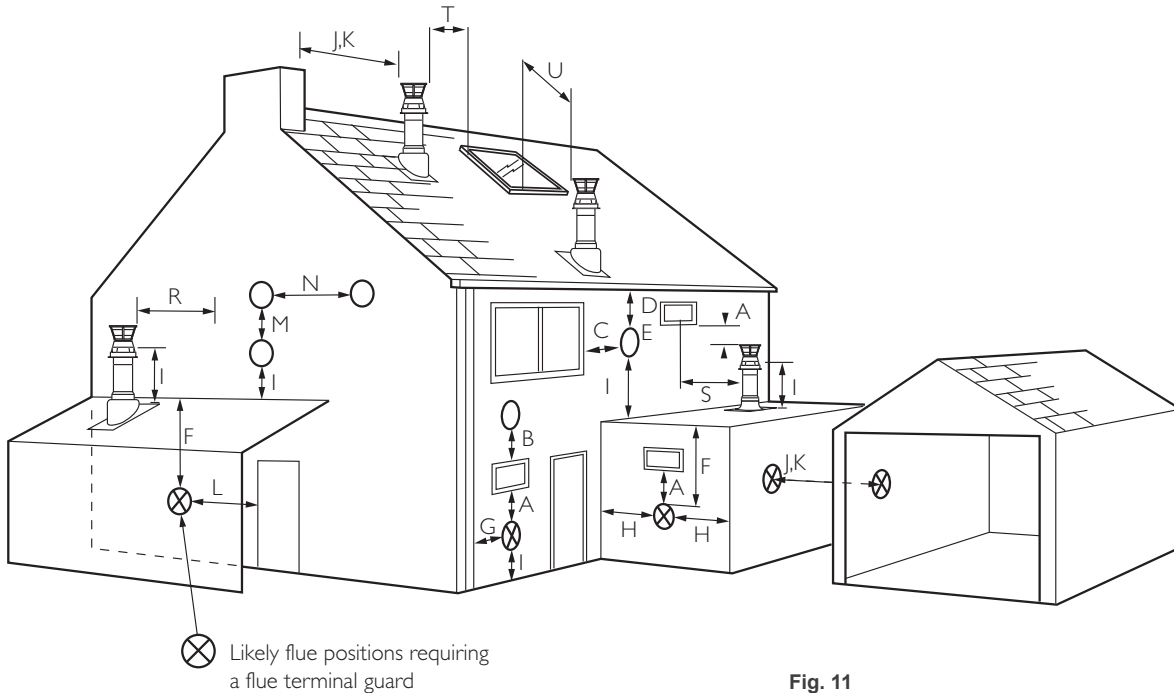 T
J,K
U
N
R
D
A
M
C
E
I
I
I
S
I
F
B
F
J,K
L
A
A
G
H
H
I
Likely flue positions requiring
a flue terminal guard
Fig. 11